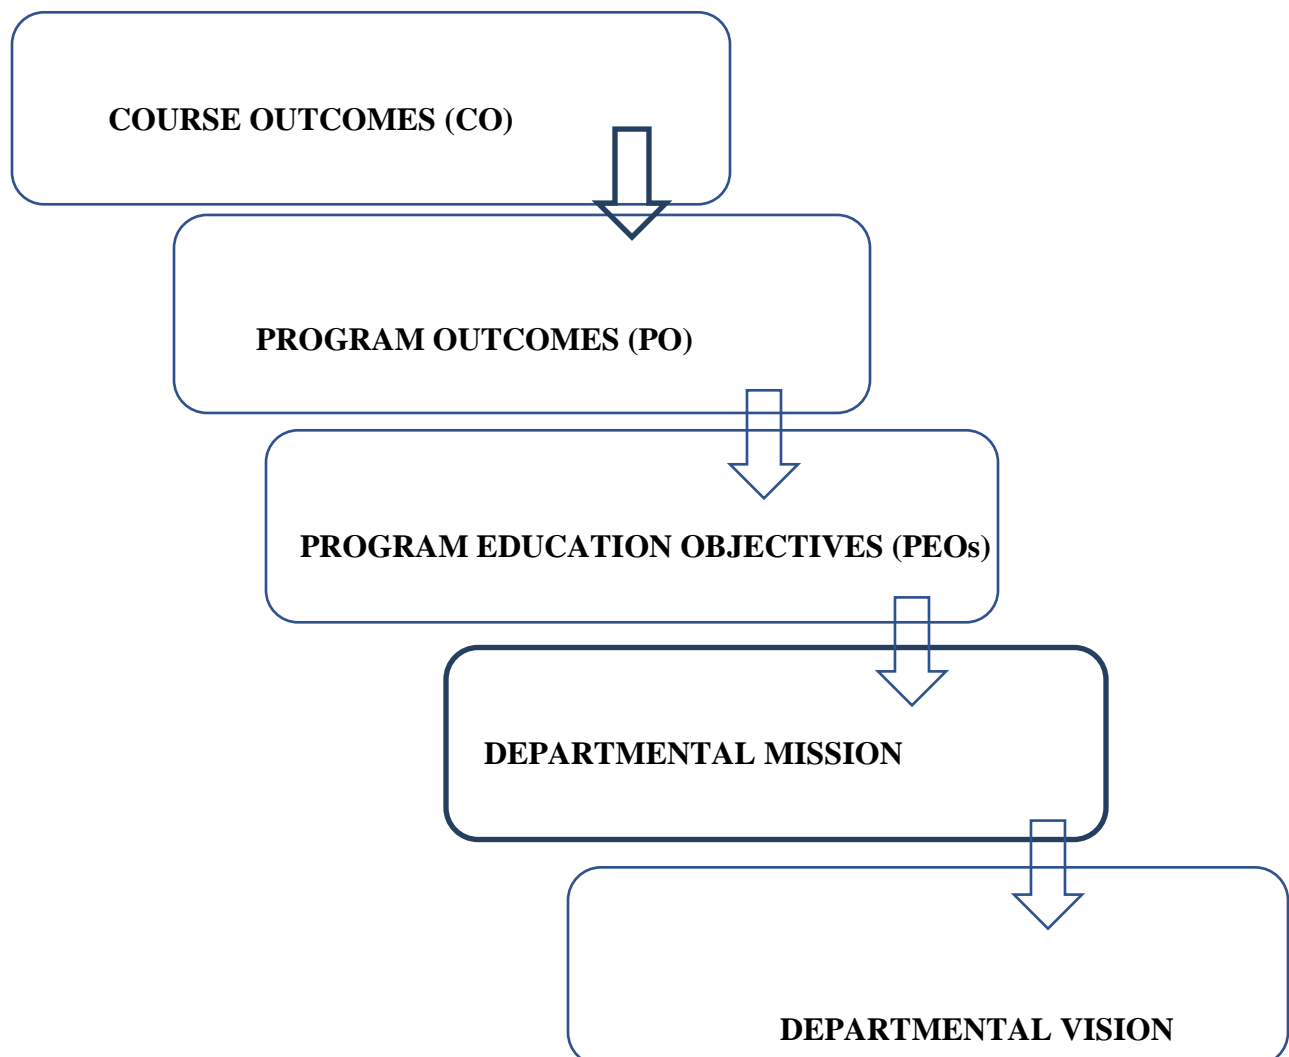 COURSE OUTCOMES (CO)
PROGRAM OUTCOMES (PO)
PROGRAM EDUCATION OBJECTIVES (PEOs)
DEPARTMENTAL MISSION
DEPARTMENTAL VISION